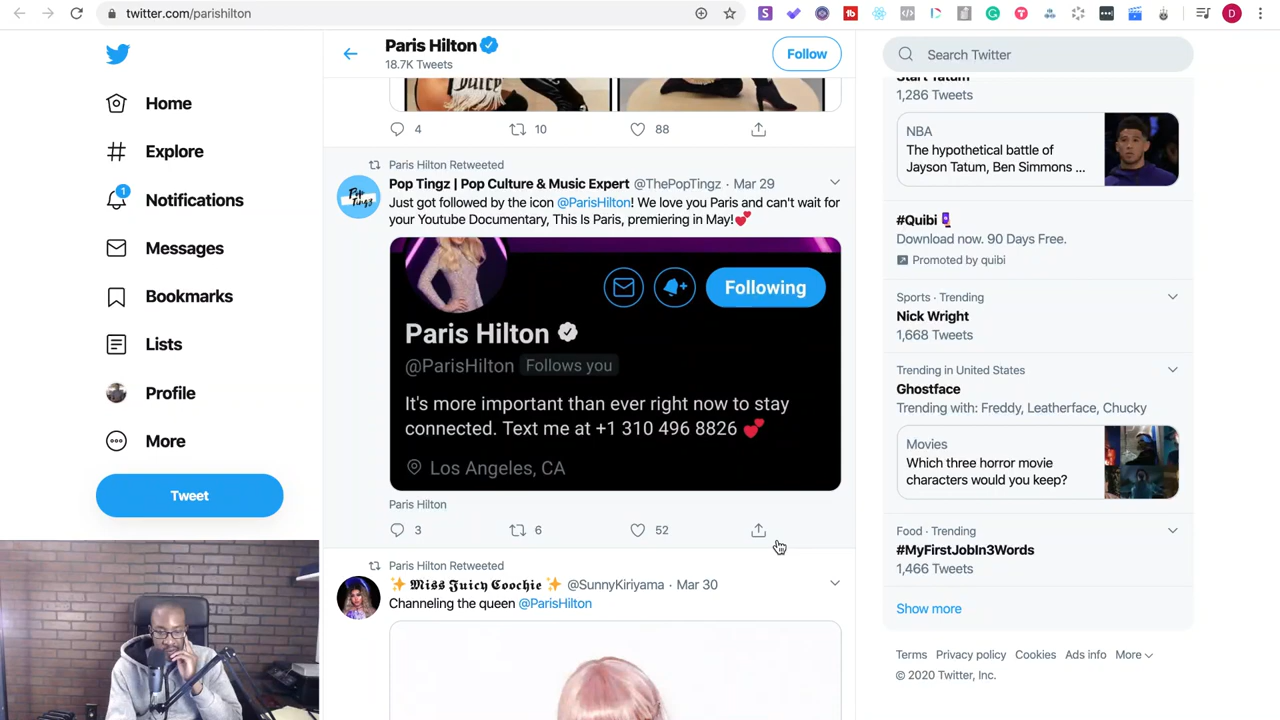 twitter.com/parishilton
Home
Explore
1
Notifications
Messages
Bookmarks
Lists
Profile
More
Tweet
Paris Hilton
18.7K Tweets
Follow
4
10
88
Paris Hilton Retweeted
Pop Tingz | Pop Culture & Music Expert @ThePopTingz · Mar 29
Just got followed by the icon @ParisHilton! We love you Paris and can't wait for
your Youtube Documentary, This Is Paris, premiering in May!💕
Following
Paris Hilton
@ParisHilton Follows you
It's more important than ever right now to stay
connected. Text me at +1 310 496 8826 💕
Los Angeles, CA
Paris Hilton
3
6
52
Paris Hilton Retweeted
✨ 𝕸𝖎𝖘𝖘 𝕵𝖚𝖎𝖈𝖞 𝕮𝖔𝖔𝖈𝖍𝖎𝖊 ✨ @SunnyKiriyama · Mar 30
Channeling the queen @ParisHilton
Search Twitter
Start Tatum
1,286 Tweets
NBA
The hypothetical battle of
Jayson Tatum, Ben Simmons ...
#Quibi
Download now. 90 Days Free.
Promoted by quibi
Sports · Trending
Nick Wright
1,668 Tweets
Trending in United States
Ghostface
Trending with: Freddy, Leatherface, Chucky
Movies
Which three horror movie
characters would you keep?
Food · Trending
#MyFirstJobIn3Words
1,466 Tweets
Show more
Terms Privacy policy Cookies Ads info More
© 2020 Twitter, Inc.